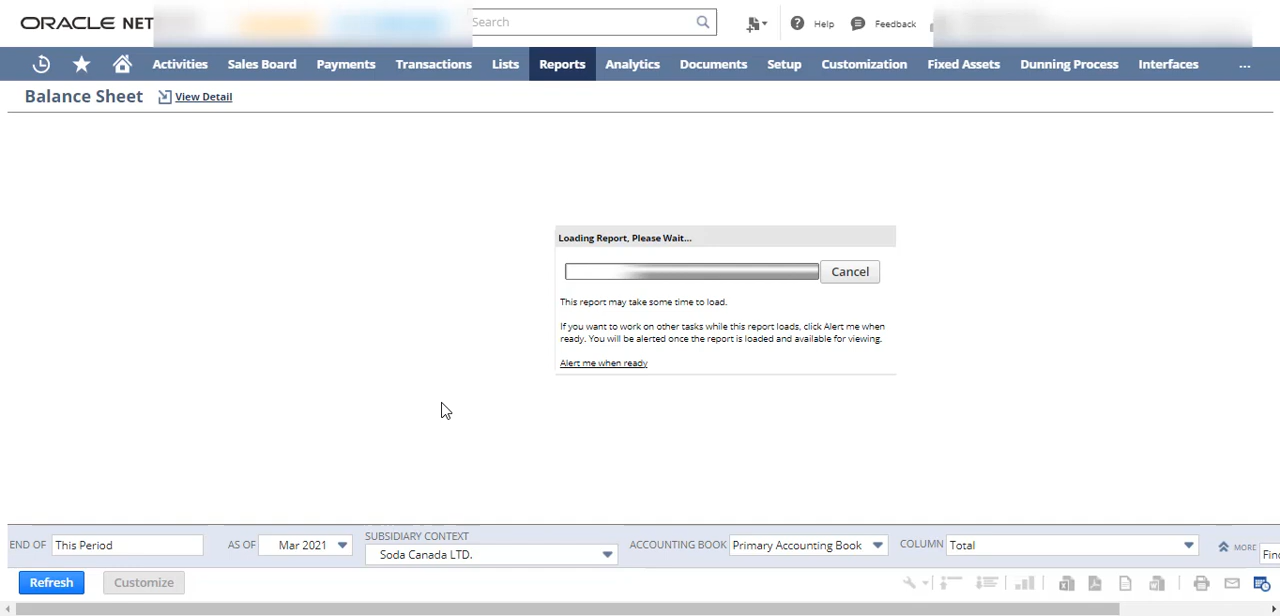 ORACLE NET
Search
Help
Feedback
Activities Sales Board Payments Transactions Lists Reports Analytics Documents Setup Customization Fixed Assets Dunning Process Interfaces ...
Balance Sheet View Detail
Loading Report, Please Wait...
Cancel
This report may take some time to load.
If you want to work on other tasks while this report loads, click Alert me when
ready. You will be alerted once the report is loaded and available for viewing.
Alert me when ready
END OF This Period AS OF Mar 2021 SUBSIDIARY CONTEXT Soda Canada LTD. ACCOUNTING BOOK Primary Accounting Book COLUMN Total MORE Find
Refresh Customize